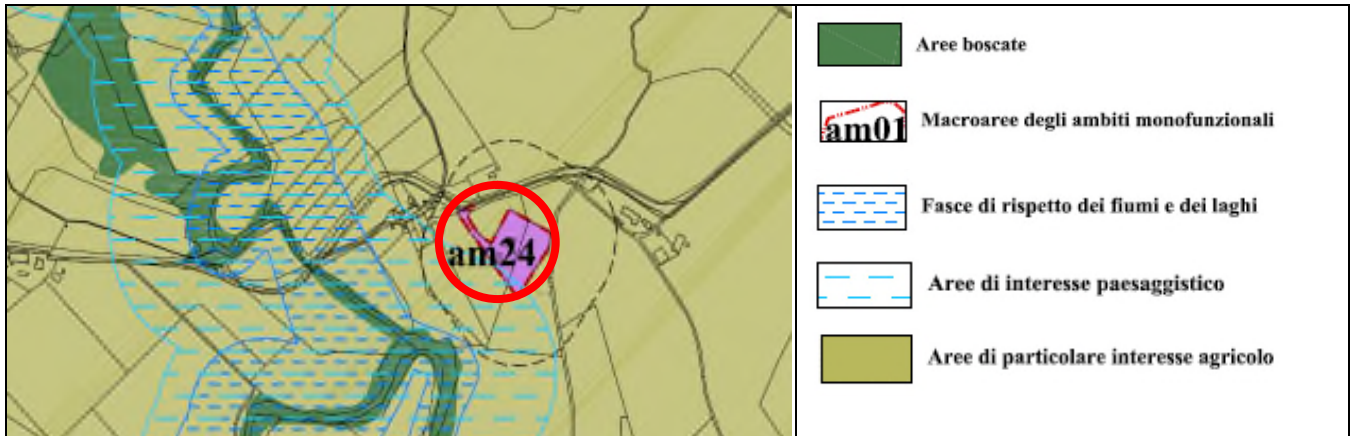 am24
Aree boscate
am01
Macroaree degli ambiti monofunzionali
Fasce di rispetto dei fiumi e dei laghi
Aree di interesse paesaggistico
Aree di particolare interesse agricolo